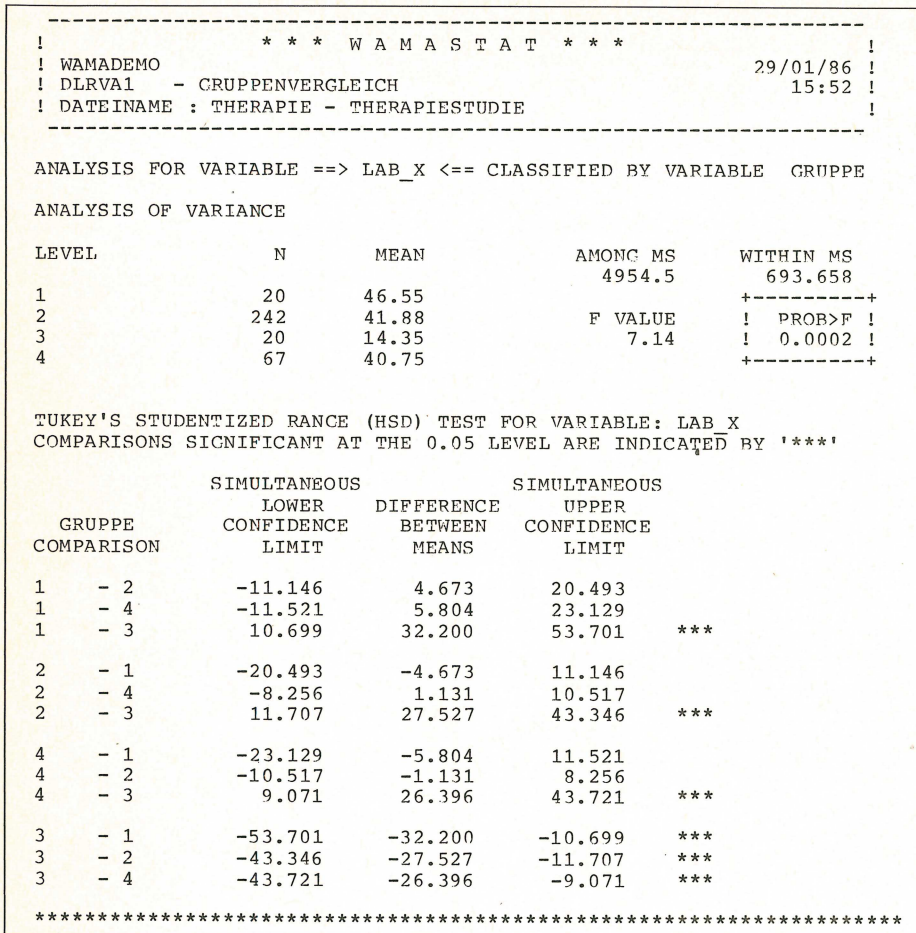 -----------------------------------------------------------------
! * * * W A M A S T A T * * * !
! WAMADEMO 29/01/86 !
! DLRVA1 - GRUPPENVERGLEICH 15:52 !
! DATEINAME : THERAPIE - THERAPIESTUDIE !
-----------------------------------------------------------------
ANALYSIS FOR VARIABLE ==> LAB_X <== CLASSIFIED BY VARIABLE GRUPPE
ANALYSIS OF VARIANCE
LEVEL N MEAN AMONG MS WITHIN MS
4954.5 693.658
1 20 46.55 +----------+
2 242 41.88 F VALUE ! PROB>F !
3 20 14.35 7.14 ! 0.0002 !
4 67 40.75 +----------+
TUKEY'S STUDENTIZED RANGE (HSD) TEST FOR VARIABLE: LAB_X
COMPARISONS SIGNIFICANT AT THE 0.05 LEVEL ARE INDICATED BY '***'
SIMULTANEOUS SIMULTANEOUS
LOWER DIFFERENCE UPPER
GRUPPE CONFIDENCE BETWEEN CONFIDENCE
COMPARISON LIMIT MEANS LIMIT
1 - 2 -11.146 4.673 20.493
1 - 4 -11.521 5.804 23.129
1 - 3 10.699 32.200 53.701 ***
2 - 1 -20.493 -4.673 11.146
2 - 4 -8.256 1.131 10.517
2 - 3 11.707 27.527 43.346 ***
4 - 1 -23.129 -5.804 11.521
4 - 2 -10.517 -1.131 8.256
4 - 3 9.071 26.396 43.721 ***
3 - 1 -53.701 -32.200 -10.699 ***
3 - 2 -43.346 -27.527 -11.707 ***
3 - 4 -43.721 -26.396 -9.071 ***
*********************************************************************